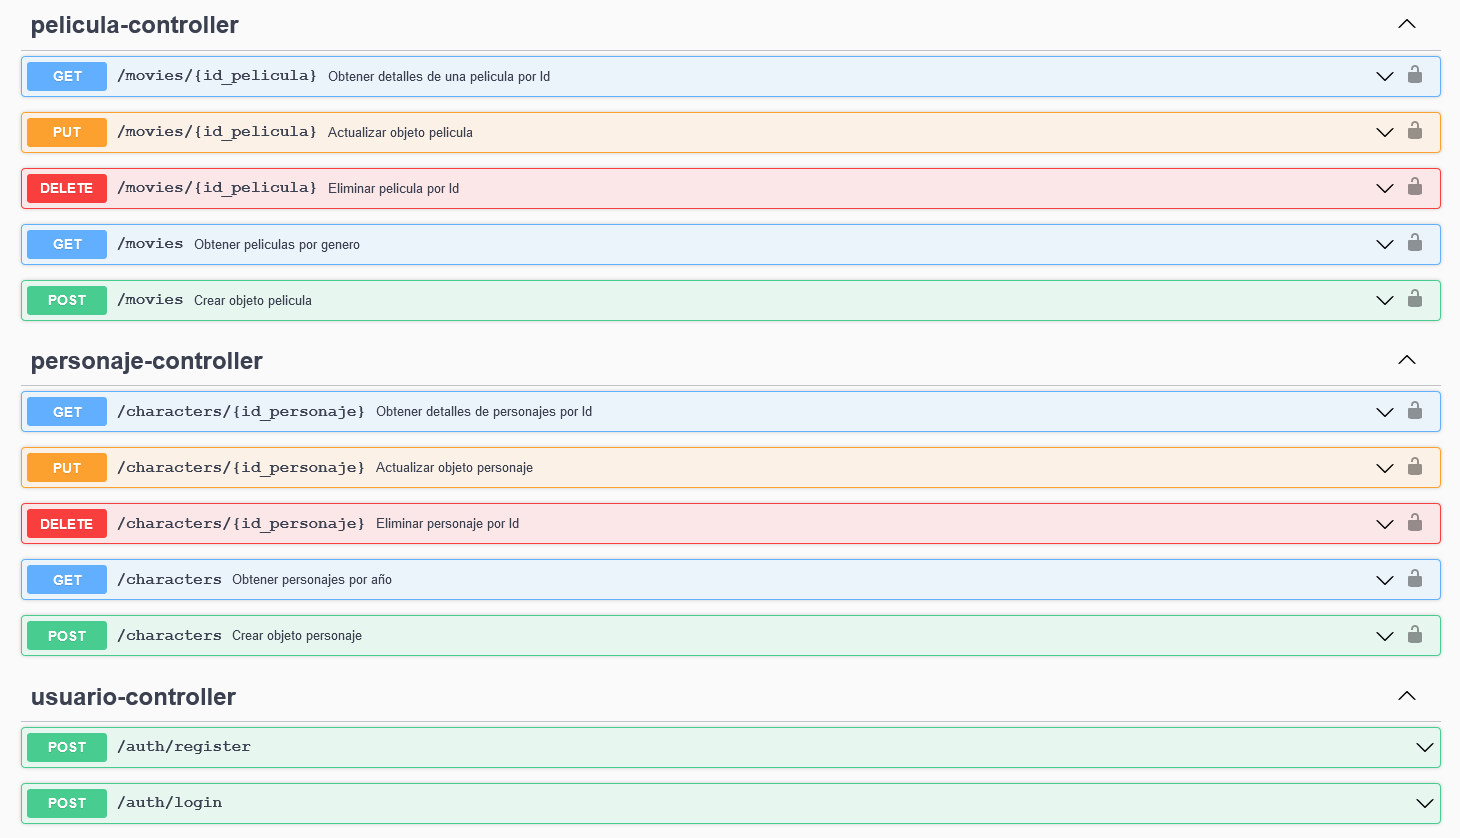 pelicula-controller
GET /movies/{id_pelicula} Obtener detalles de una pelicula por Id
PUT /movies/{id_pelicula} Actualizar objeto pelicula
DELETE /movies/{id_pelicula} Eliminar pelicula por Id
GET /movies Obtener peliculas por genero
POST /movies Crear objeto pelicula
personaje-controller
GET /characters/{id_personaje} Obtener detalles de personajes por Id
PUT /characters/{id_personaje} Actualizar objeto personaje
DELETE /characters/{id_personaje} Eliminar personaje por Id
GET /characters Obtener personajes por año
POST /characters Crear objeto personaje
usuario-controller
POST /auth/register
POST /auth/login